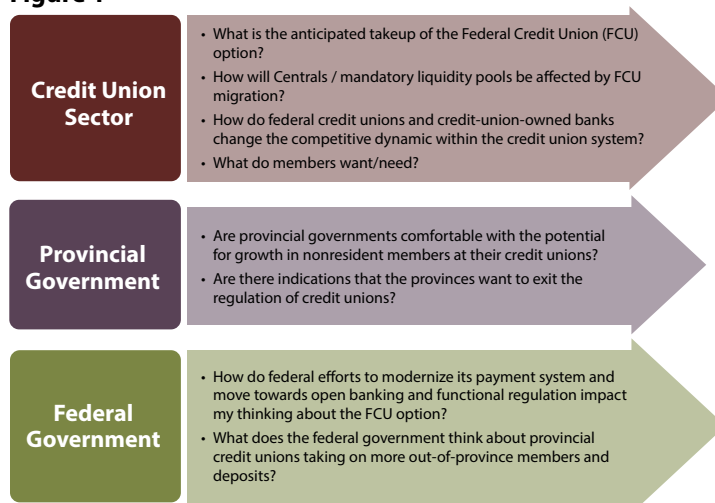 Credit Union
Sector
• What is the anticipated takeup of the Federal Credit Union (FCU)
option?
• How will Centrals / mandatory liquidity pools be affected by FCU
migration?
• How do federal credit unions and credit-union-owned banks
change the competitive dynamic within the credit union system?
• What do members want/need?
Provincial
Government
• Are provincial governments comfortable with the potential
for growth in nonresident members at their credit unions?
• Are there indications that the provinces want to exit the
regulation of credit unions?
Federal
Government
• How do federal efforts to modernize its payment system and
move towards open banking and functional regulation impact
my thinking about the FCU option?
• What does the federal government think about provincial
credit unions taking on more out-of-province members and
deposits?